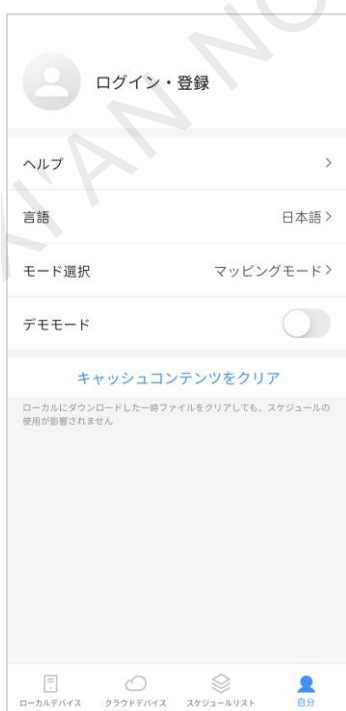 ログイン・登録
ヘルプ
言語 日本語
モード選択 マッピングモード
デモモード
キャッシュコンテンツをクリア
ローカルにダウンロードした一時ファイルをクリアしても、スケジュールの
使用が影響されません
ローカルデバイス クラウドデバイス スケジュールリスト 自分